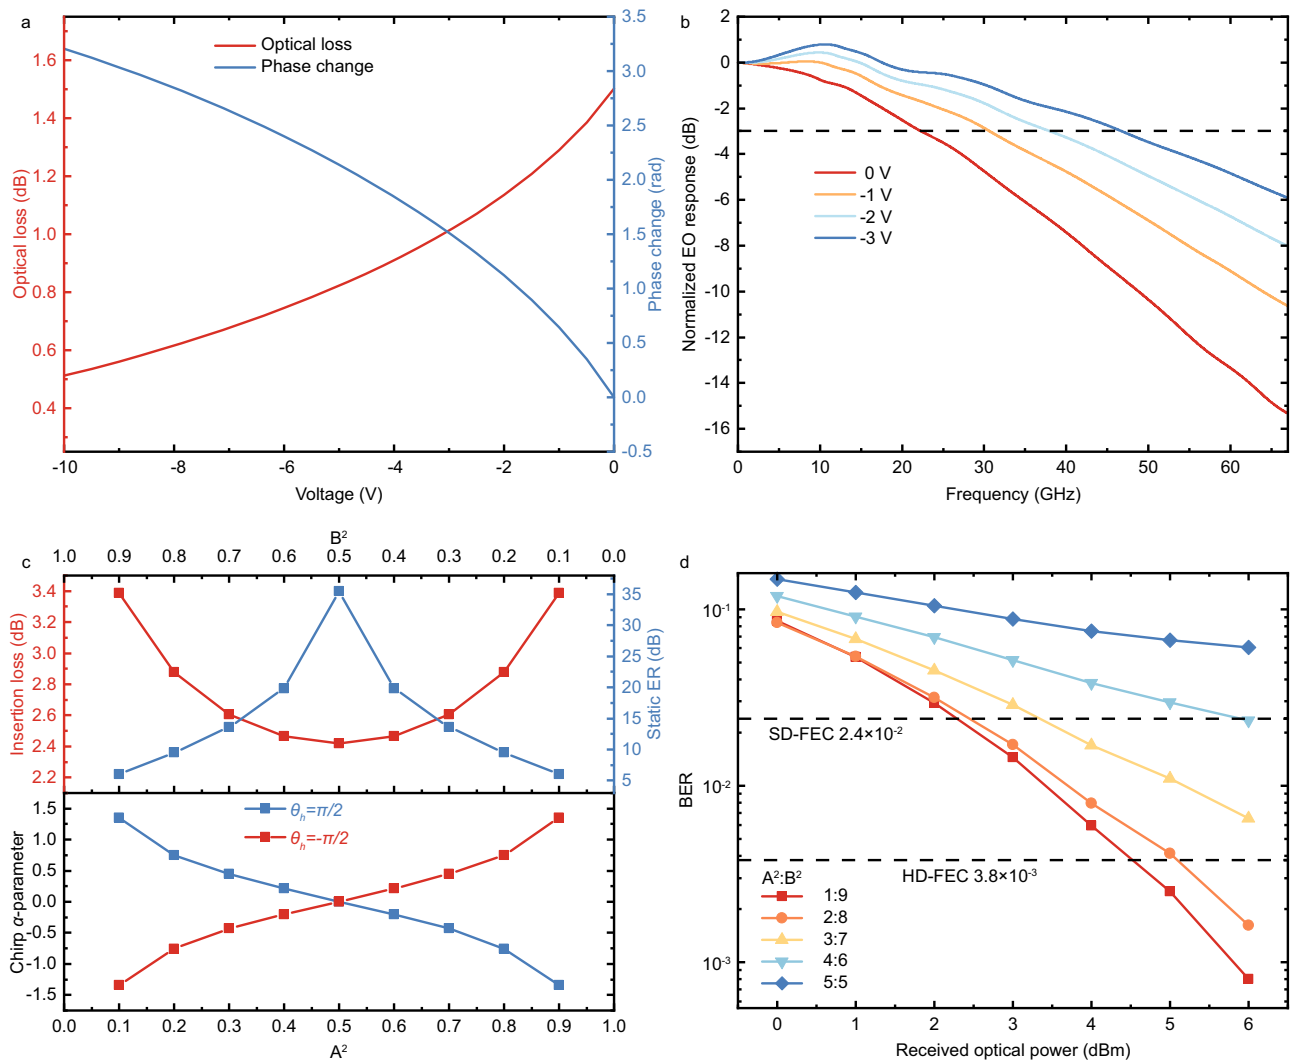 a
Optical loss
Phase change
1.6
1.4
1.2
1.0
0.8
0.6
0.4
Optical loss (dB)
3.5
3.0
2.5
2.0
1.5
1.0
0.5
0.0
-0.5
Phase change (rad)
-10 -8 -6 -4 -2 0
Voltage (V)
b
2
0
-2
-4
-6
-8
-10
-12
-14
-16
Normalized EO response (dB)
0 V
-1 V
-2 V
-3 V
0 10 20 30 40 50 60
Frequency (GHz)
c
B²
1.0 0.9 0.8 0.7 0.6 0.5 0.4 0.3 0.2 0.1 0.0
3.4
3.2
3.0
2.8
2.6
2.4
2.2
Insertion loss (dB)
35
30
25
20
15
10
5
Static ER (dB)
θₕ=π/2
θₕ=-π/2
1.5
1.0
0.5
0.0
-0.5
-1.0
-1.5
Chirp α-parameter
0.0 0.1 0.2 0.3 0.4 0.5 0.6 0.7 0.8 0.9 1.0
A²
d
10⁻¹
10⁻²
10⁻³
BER
SD-FEC 2.4×10⁻²
HD-FEC 3.8×10⁻³
A²:B²
1:9
2:8
3:7
4:6
5:5
0 1 2 3 4 5 6
Received optical power (dBm)